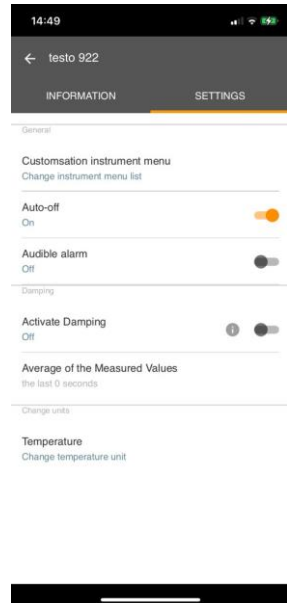 14:49
testo 922
INFORMATION
SETTINGS
General
Customsation instrument menu
Change instrument menu list
Auto-off
On
Audible alarm
Off
Damping
Activate Damping
Off
Average of the Measured Values
the last 0 seconds
Change units
Temperature
Change temperature unit